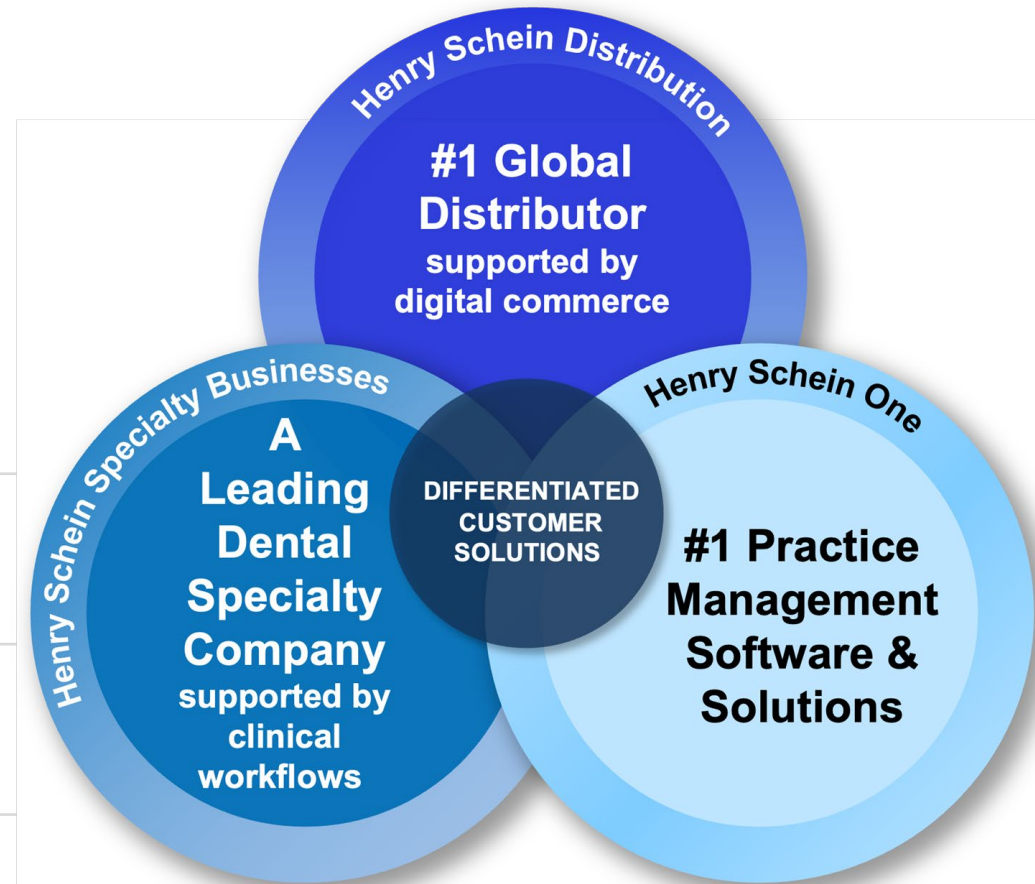 Henry Schein Distribution
#1 Global
Distributor
supported by
digital commerce
Henry Schein Specialty Businesses
A
Leading
Dental
Specialty
Company
supported by
clinical
workflows
DIFFERENTIATED
CUSTOMER
SOLUTIONS
Henry Schein One
#1 Practice
Management
Software &
Solutions